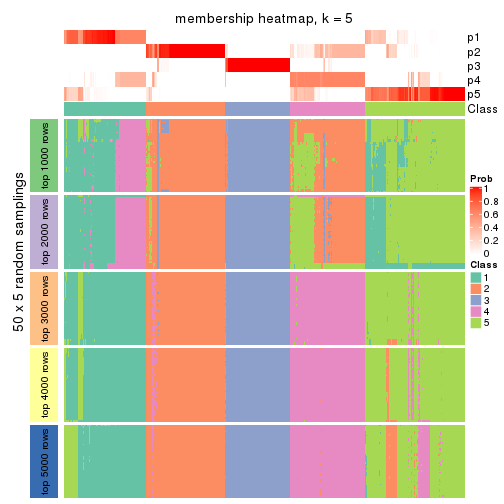 membership heatmap, k = 5
p1
p2
p3
p4
p5
Class
50 x 5 random samplings
top 1000 rows
top 2000 rows
top 3000 rows
top 4000 rows
top 5000 rows
Prob
1
0.8
0.6
0.4
0.2
0
Class
1
2
3
4
5